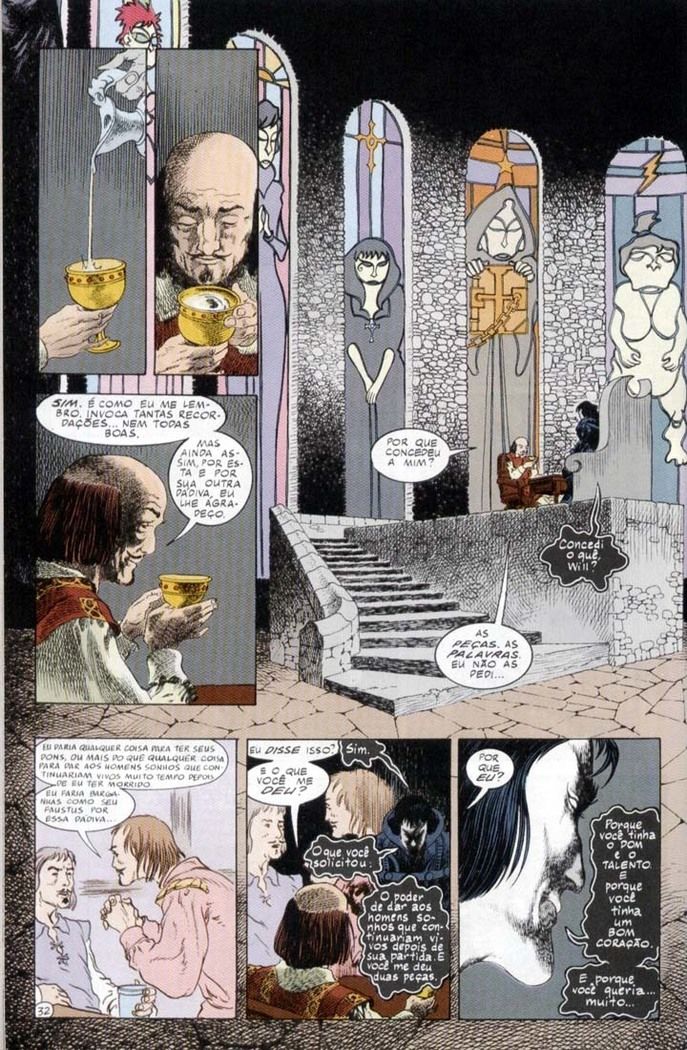 SIM. É COMO EU ME LEM-
BRO. INVOCA TANTAS RECOR-
DAÇÕES... NEM TODAS
BOAS.
MAS
AINDA AS-
SIM, POR ES-
TA E POR
SUA OUTRA
DÁDIVA, EU
LHE AGRA-
DEÇO.
POR QUE
CONCEDEU
A MIM?
Concedi
o que,
Will?
AS
PEÇAS. AS
PALAVRAS.
EU NÃO AS
PEDI...
EU DARIA QUALQUER COISA PARA TER SEUS
DONS, OU MAIS DO QUE QUALQUER COISA
PARA DAR AOS HOMENS SONHOS QUE CON-
TINUARIAM VIVOS MUITO TEMPO DEPOIS
DE EU TER MORRIDO.
EU FARIA BARGA-
NHAS COMO SEU
FAUSTUS POR
ESSA DÁDIVA...
EU DISSE ISSO?
Sim.
E O QUE
VOCÊ ME
DEU?
O que você
solicitou:
O poder
de dar aos
homens so-
nhos que con-
tinuariam vi-
vos depois de
sua partida. E
você me deu
duas peças.
POR
QUE
EU?
Porque
você tinha
o DOM
e o
TALENTO.
E
porque
você
tinha
um
BOM
CORAÇÃO.
E porque
você queria...
muito...
32